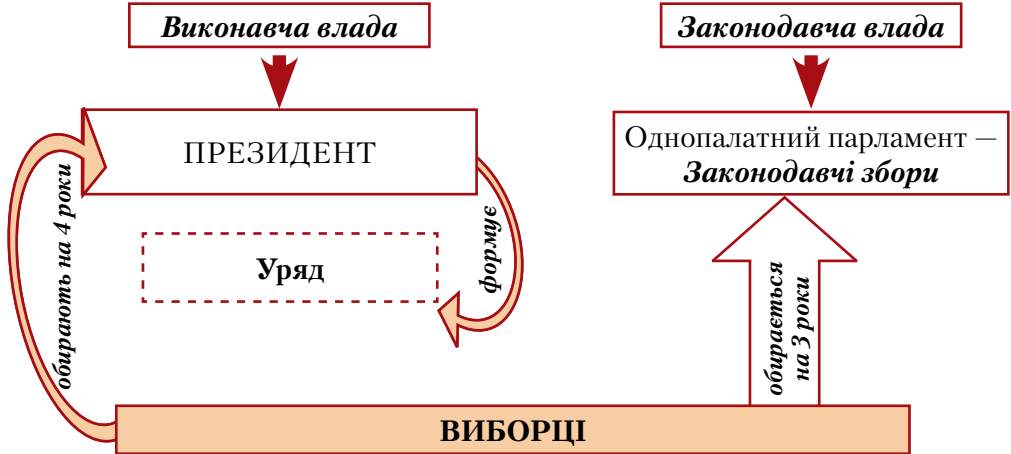 Виконавча влада
Законодавча влада
ПРЕЗИДЕНТ
Однопалатний парламент —
Законодавчі збори
обирають на 4 роки
формує
Уряд
обирається
на 3 роки
ВИБОРЦІ